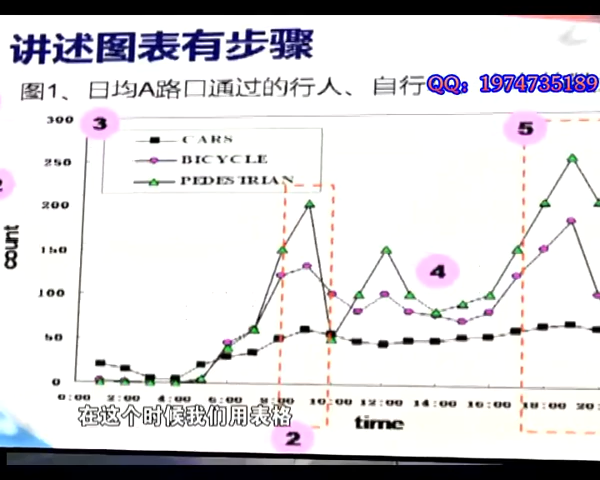 讲述图表有步骤
图1、日均A路口通过的行人、自行
QQ: 1974735189
3
5
CARS
BICYCLE
PEDESTRIAN
300
250
200
150
100
50
0
count
2
4
0:00 2:00 4:00 6:00 8:00 10:00 12:00 14:00 16:00 18:00 20:
time
在这个时候我们用表格
2